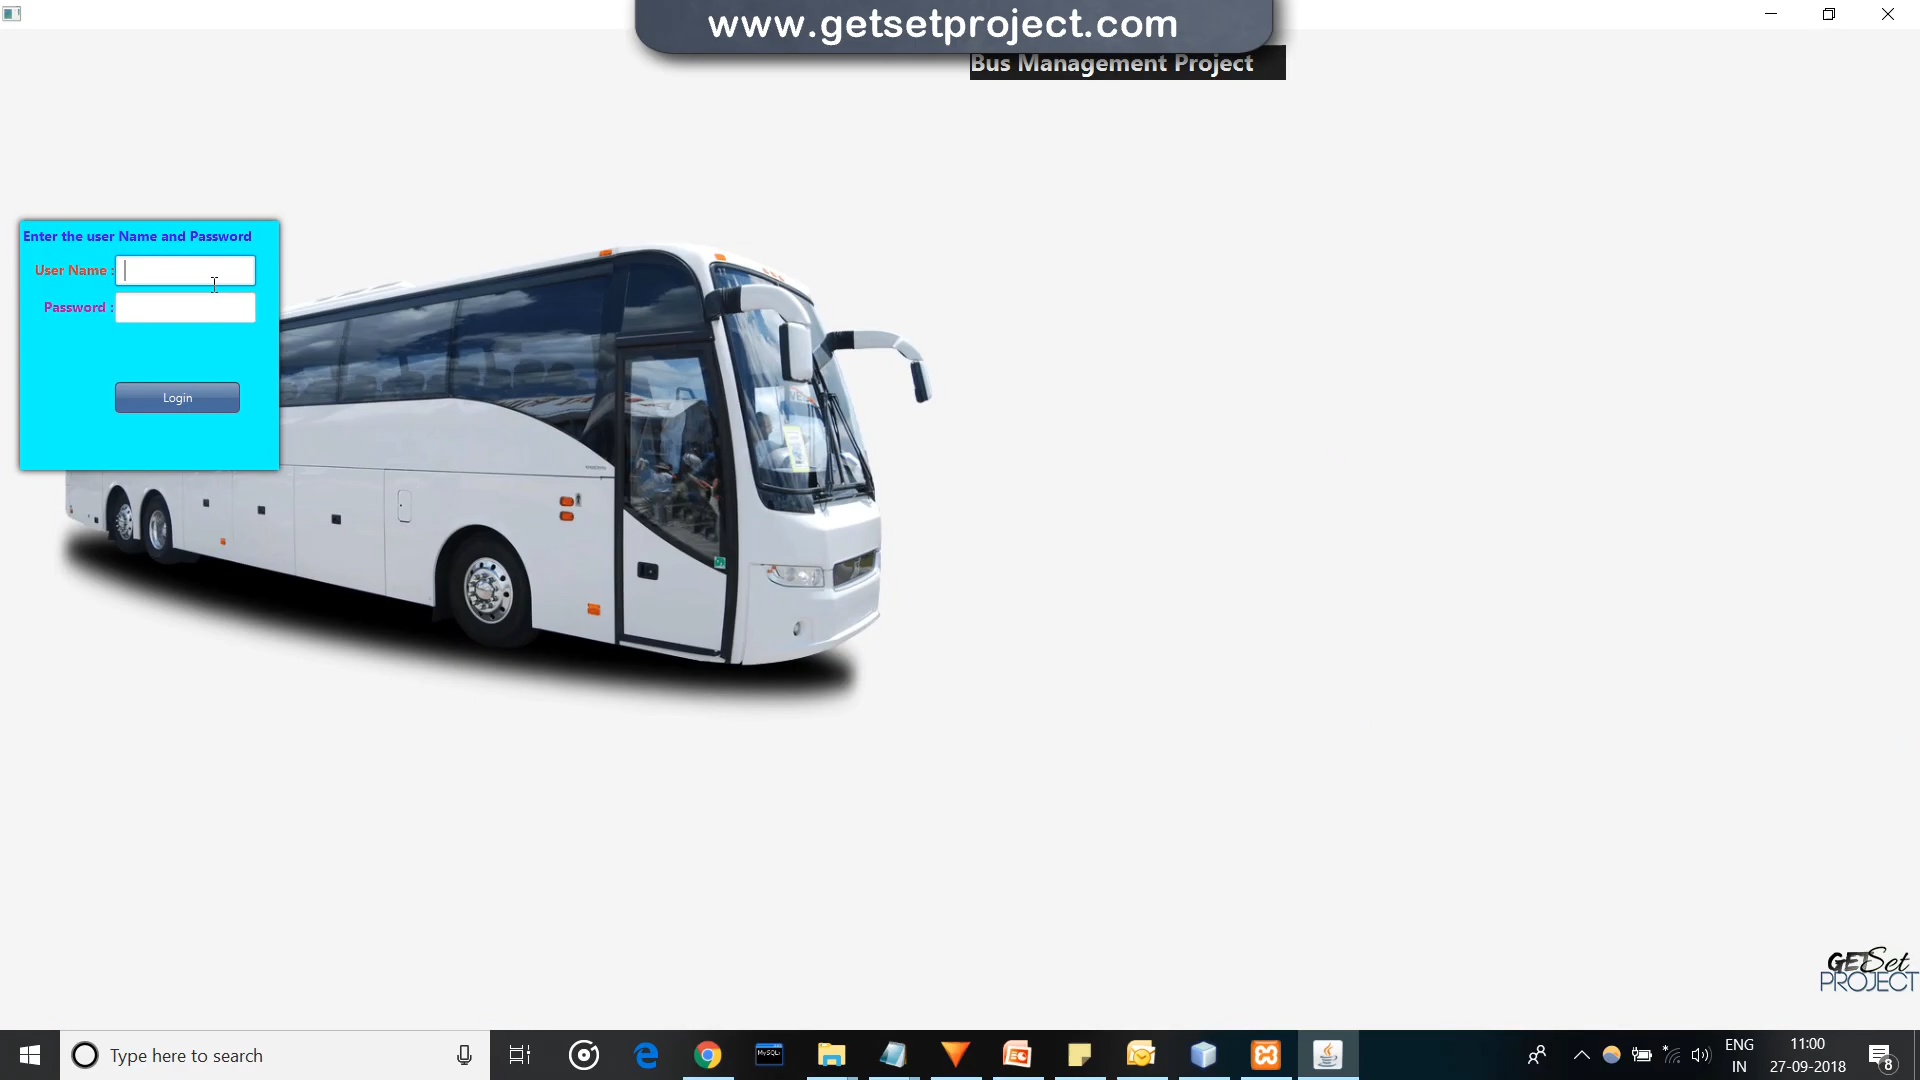 www.getsetproject.com
Bus Management Project
Enter the user Name and Password
User Name :
Password :
Login
GETSet
PROJECT
Type here to search
MySQL
ENG
IN
11:00
27-09-2018
8